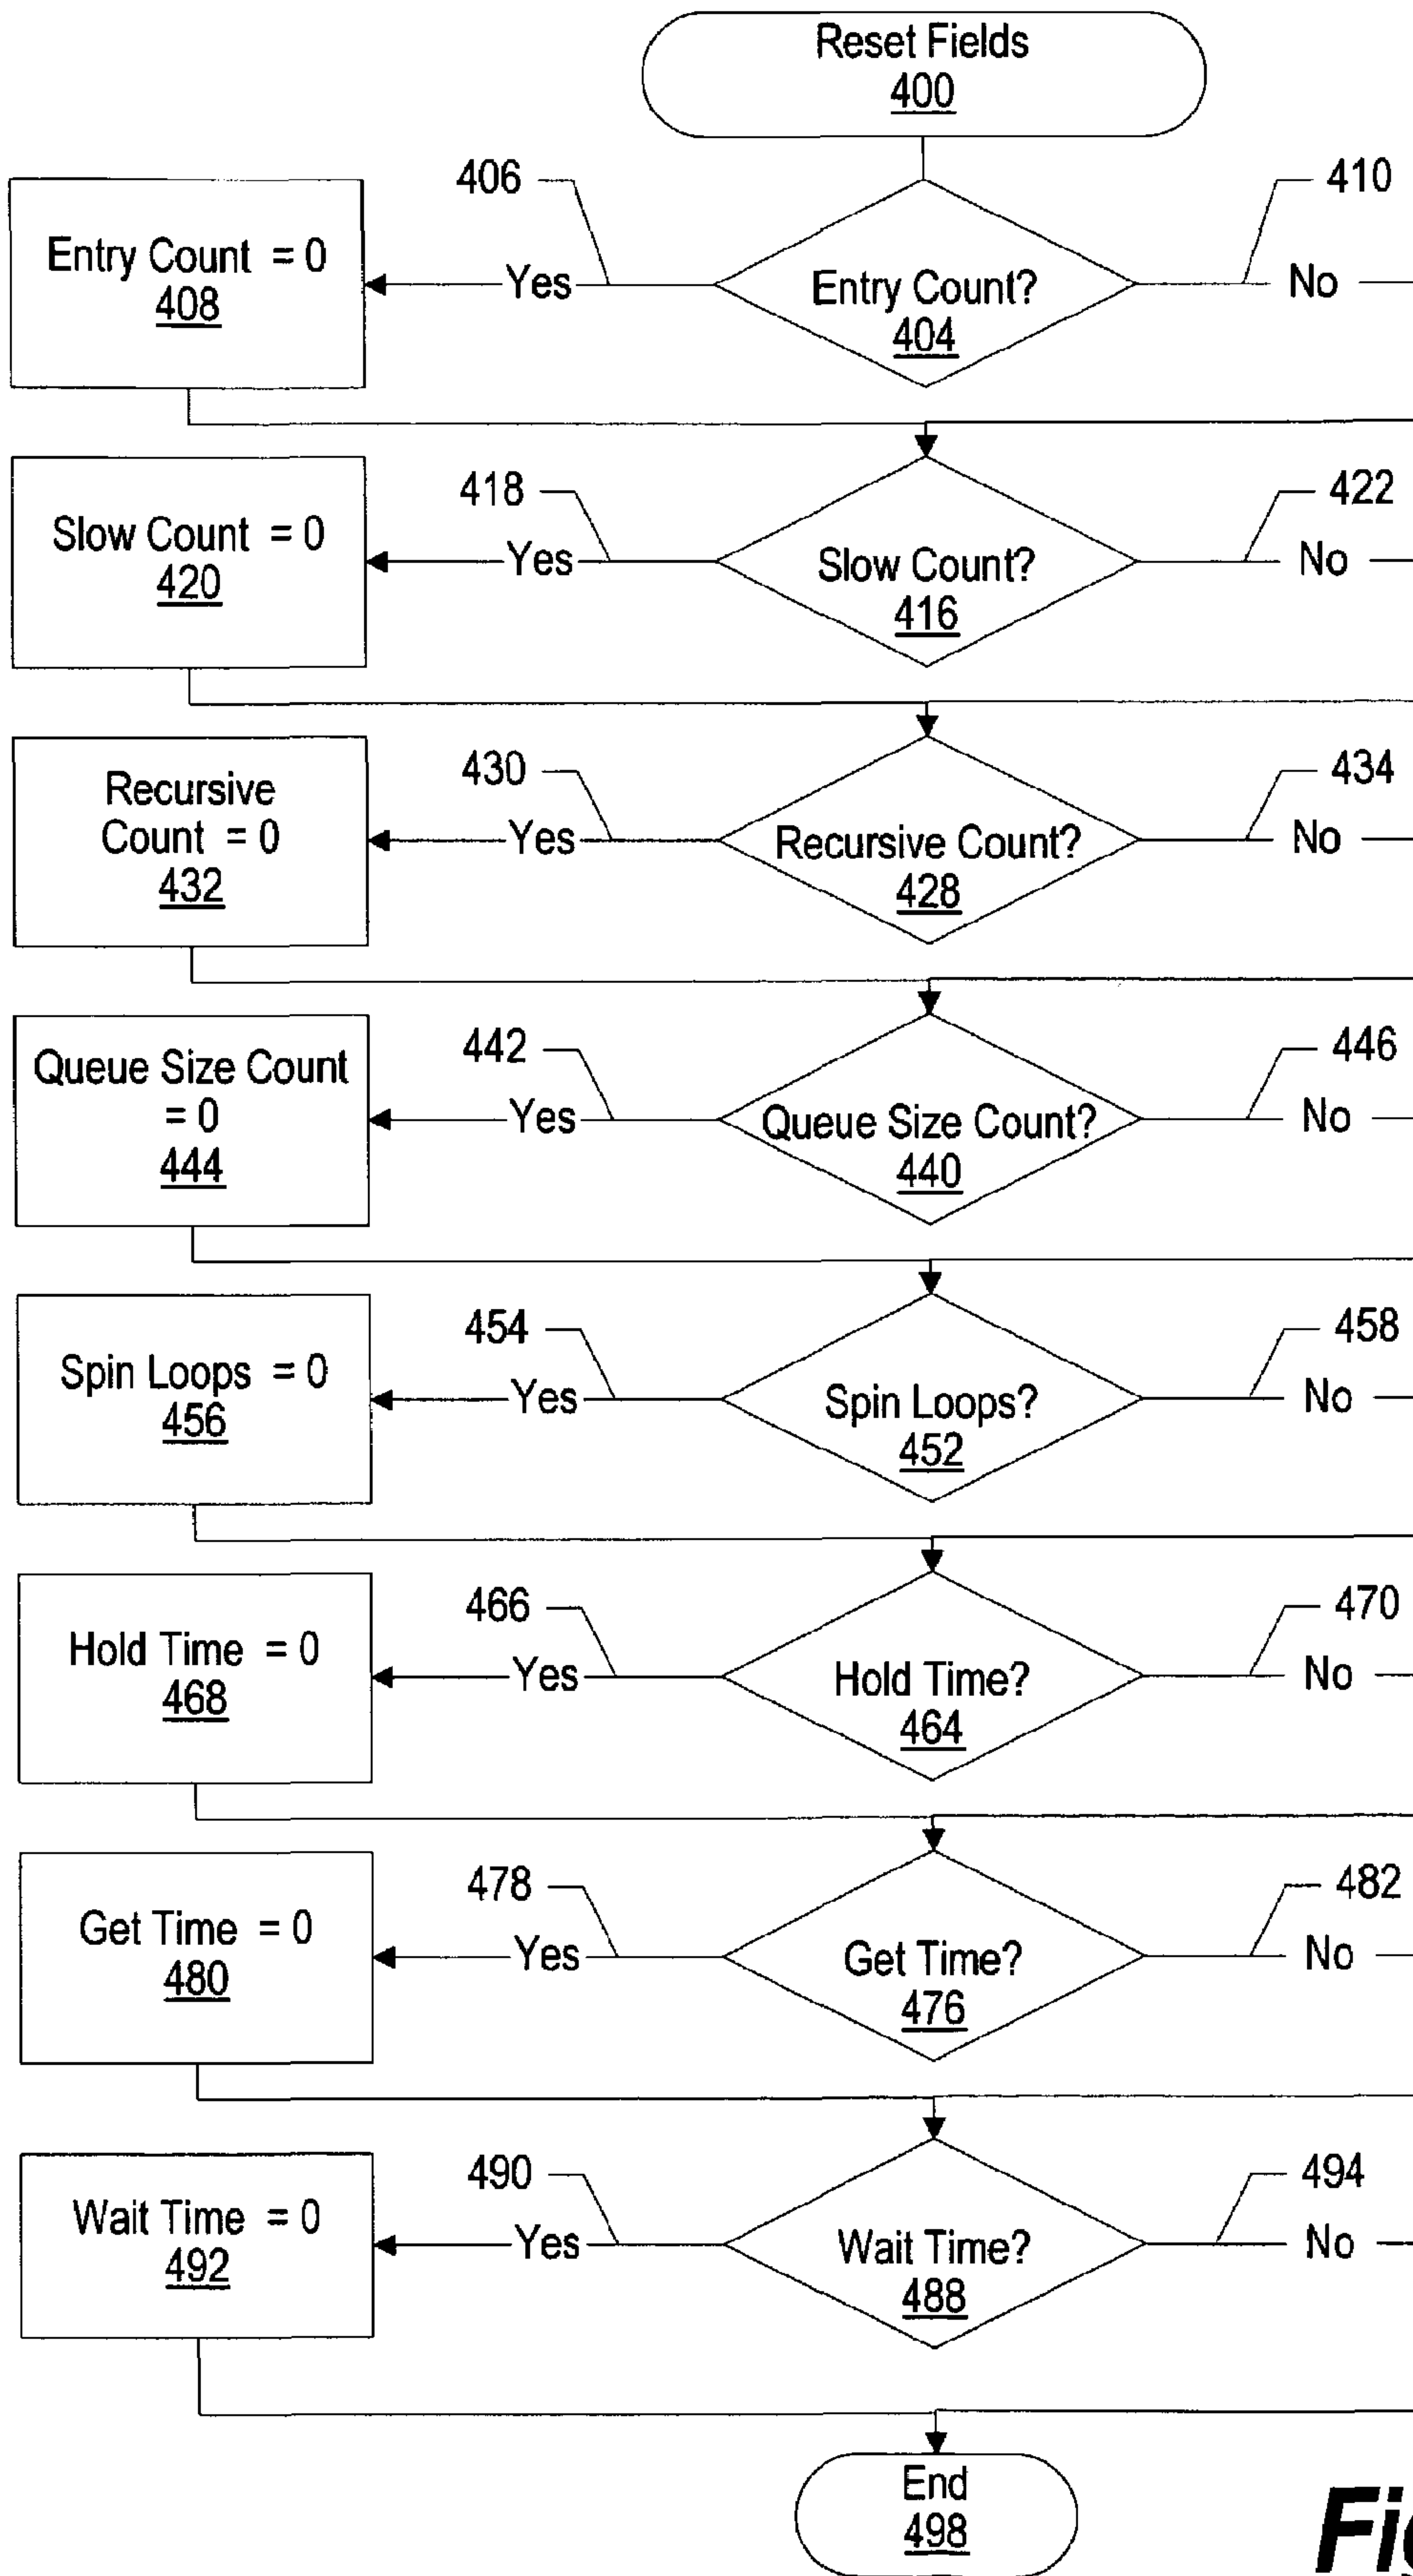 Reset Fields
400
406
410
Entry Count = 0
408
Yes
Entry Count?
404
No
418
422
Slow Count = 0
420
Yes
Slow Count?
416
No
430
434
Recursive
Count = 0
432
Yes
Recursive Count?
428
No
442
446
Queue Size Count
= 0
444
Yes
Queue Size Count?
440
No
454
458
Spin Loops = 0
456
Yes
Spin Loops?
452
No
466
470
Hold Time = 0
468
Yes
Hold Time?
464
No
478
482
Get Time = 0
480
Yes
Get Time?
476
No
490
494
Wait Time = 0
492
Yes
Wait Time?
488
No
End
498